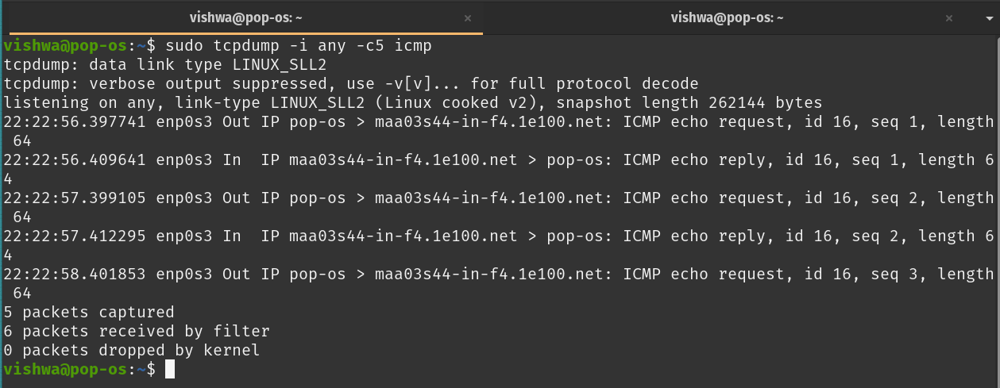 vishwa@pop-os: ~ × vishwa@pop-os: ~ ×
vishwa@pop-os:~$ sudo tcpdump -i any -c5 icmp
tcpdump: data link type LINUX_SLL2
tcpdump: verbose output suppressed, use -v[v]... for full protocol decode
listening on any, link-type LINUX_SLL2 (Linux cooked v2), snapshot length 262144 bytes
22:22:56.397741 enp0s3 Out IP pop-os > maa03s44-in-f4.1e100.net: ICMP echo request, id 16, seq 1, length
 64
22:22:56.409641 enp0s3 In  IP maa03s44-in-f4.1e100.net > pop-os: ICMP echo reply, id 16, seq 1, length 6
4
22:22:57.399105 enp0s3 Out IP pop-os > maa03s44-in-f4.1e100.net: ICMP echo request, id 16, seq 2, length
 64
22:22:57.412295 enp0s3 In  IP maa03s44-in-f4.1e100.net > pop-os: ICMP echo reply, id 16, seq 2, length 6
4
22:22:58.401853 enp0s3 Out IP pop-os > maa03s44-in-f4.1e100.net: ICMP echo request, id 16, seq 3, length
 64
5 packets captured
6 packets received by filter
0 packets dropped by kernel
vishwa@pop-os:~$